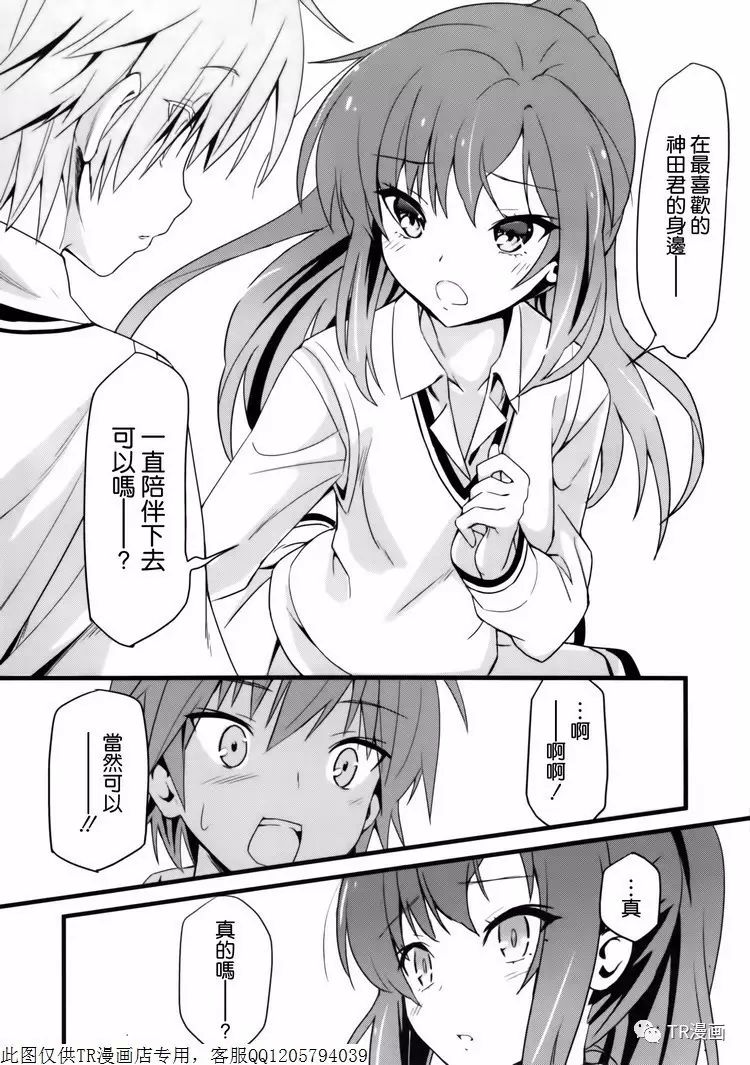 在最喜歡的
神田君的身邊——
一直陪伴下去
可以嗎——？
…啊
——啊啊！
當然可以
——!!
…真
真的嗎——？
TR漫画
此图仅供TR漫画店专用，客服QQ1205794039